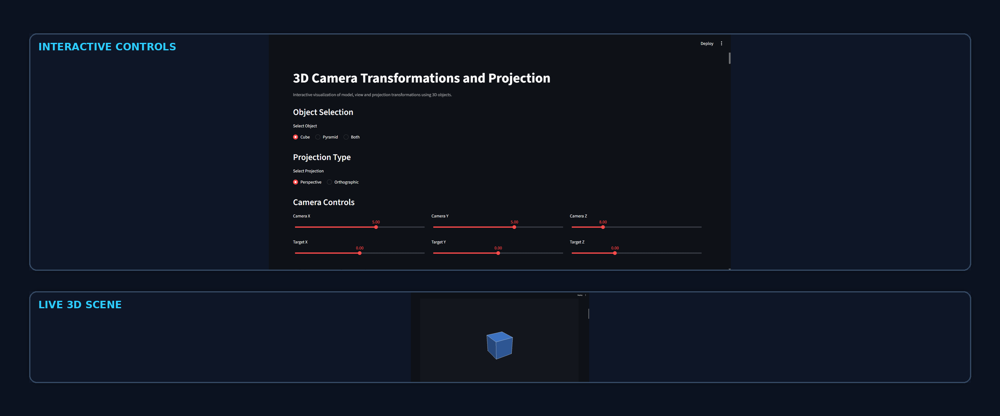 INTERACTIVE CONTROLS
Deploy
3D Camera Transformations and Projection
Interactive visualization of model, view and projection transformations using 3D objects.
Object Selection
Select Object
Cube Pyramid Both
Projection Type
Select Projection
Perspective Orthographic
Camera Controls
Camera X Camera Y Camera Z
5.00 5.00 8.00
Target X Target Y Target Z
0.00 0.00 0.00
LIVE 3D SCENE
Deploy